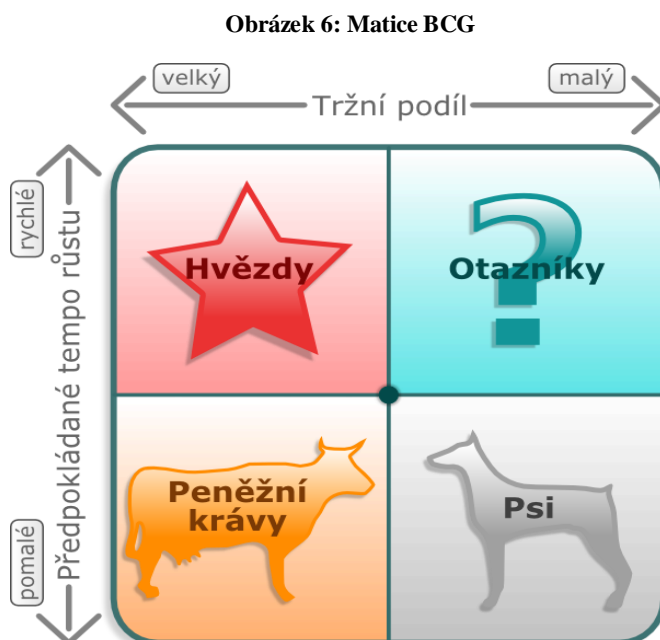 Obrázek 6: Matice BCG
velký
malý
Tržní podíl
rychlé
Předpokládané tempo růstu
pomalé
Hvězdy
Otazníky
Peněžní
krávy
Psi